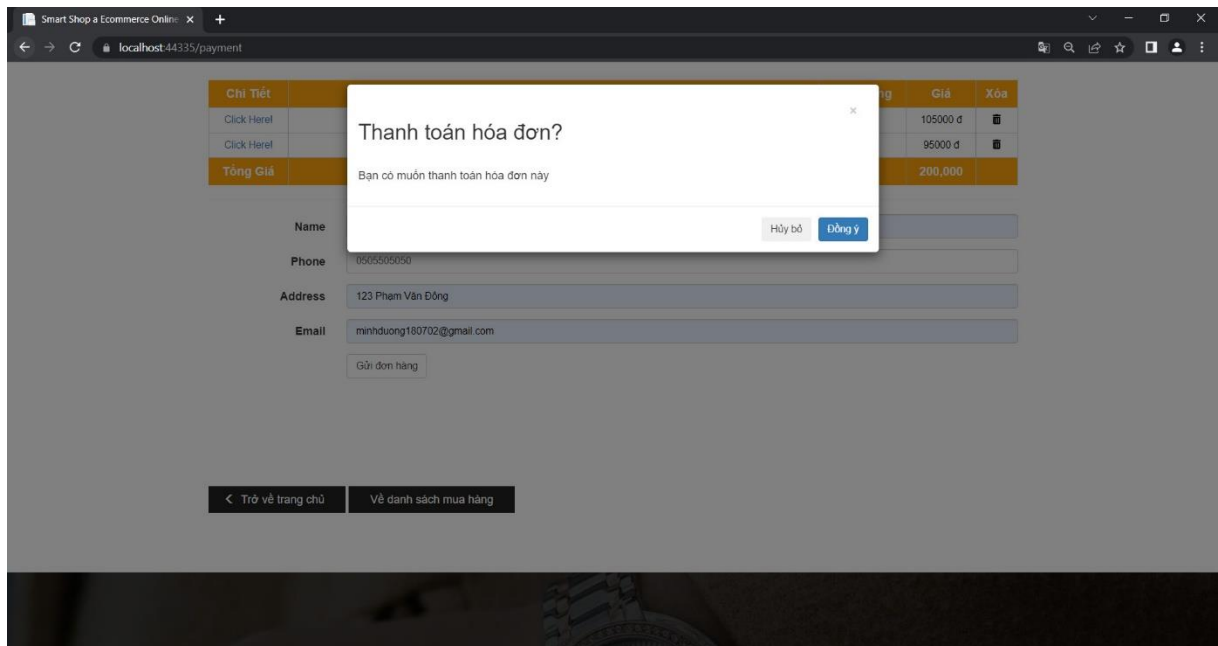 Smart Shop a Ecommerce Online
localhost:44335/payment
Chi Tiết ng Giá Xóa
Click Here! 105000 đ
Click Here! 95000 đ
Tổng Giá 200,000
×
Thanh toán hóa đơn?
Bạn có muốn thanh toán hóa đơn này
Hủy bỏ Đồng ý
Name
Phone 0505505050
Address 123 Phạm Văn Đồng
Email minhduong180702@gmail.com
Gửi đơn hàng
Trở về trang chủ Về danh sách mua hàng